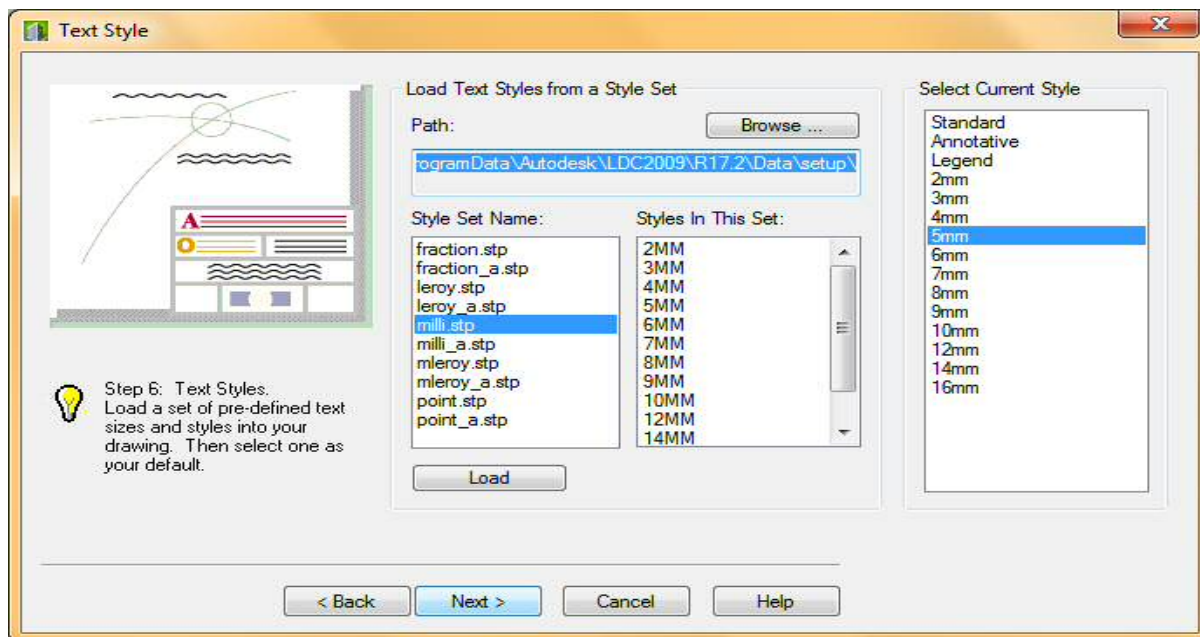 Text Style
Load Text Styles from a Style Set
Path:
Browse ...
rogramData\Autodesk\LDC2009\R17.2\Data\setup\
Style Set Name:
fraction.stp
fraction_a.stp
leroy.stp
leroy_a.stp
milli.stp
milli_a.stp
mleroy.stp
mleroy_a.stp
point.stp
point_a.stp
Styles In This Set:
2MM
3MM
4MM
5MM
6MM
7MM
8MM
9MM
10MM
12MM
14MM
Load
Select Current Style
Standard
Annotative
Legend
2mm
3mm
4mm
5mm
6mm
7mm
8mm
9mm
10mm
12mm
14mm
16mm
A
O
Step 6: Text Styles.
Load a set of pre-defined text
sizes and styles into your
drawing. Then select one as
your default.
< Back
Next >
Cancel
Help